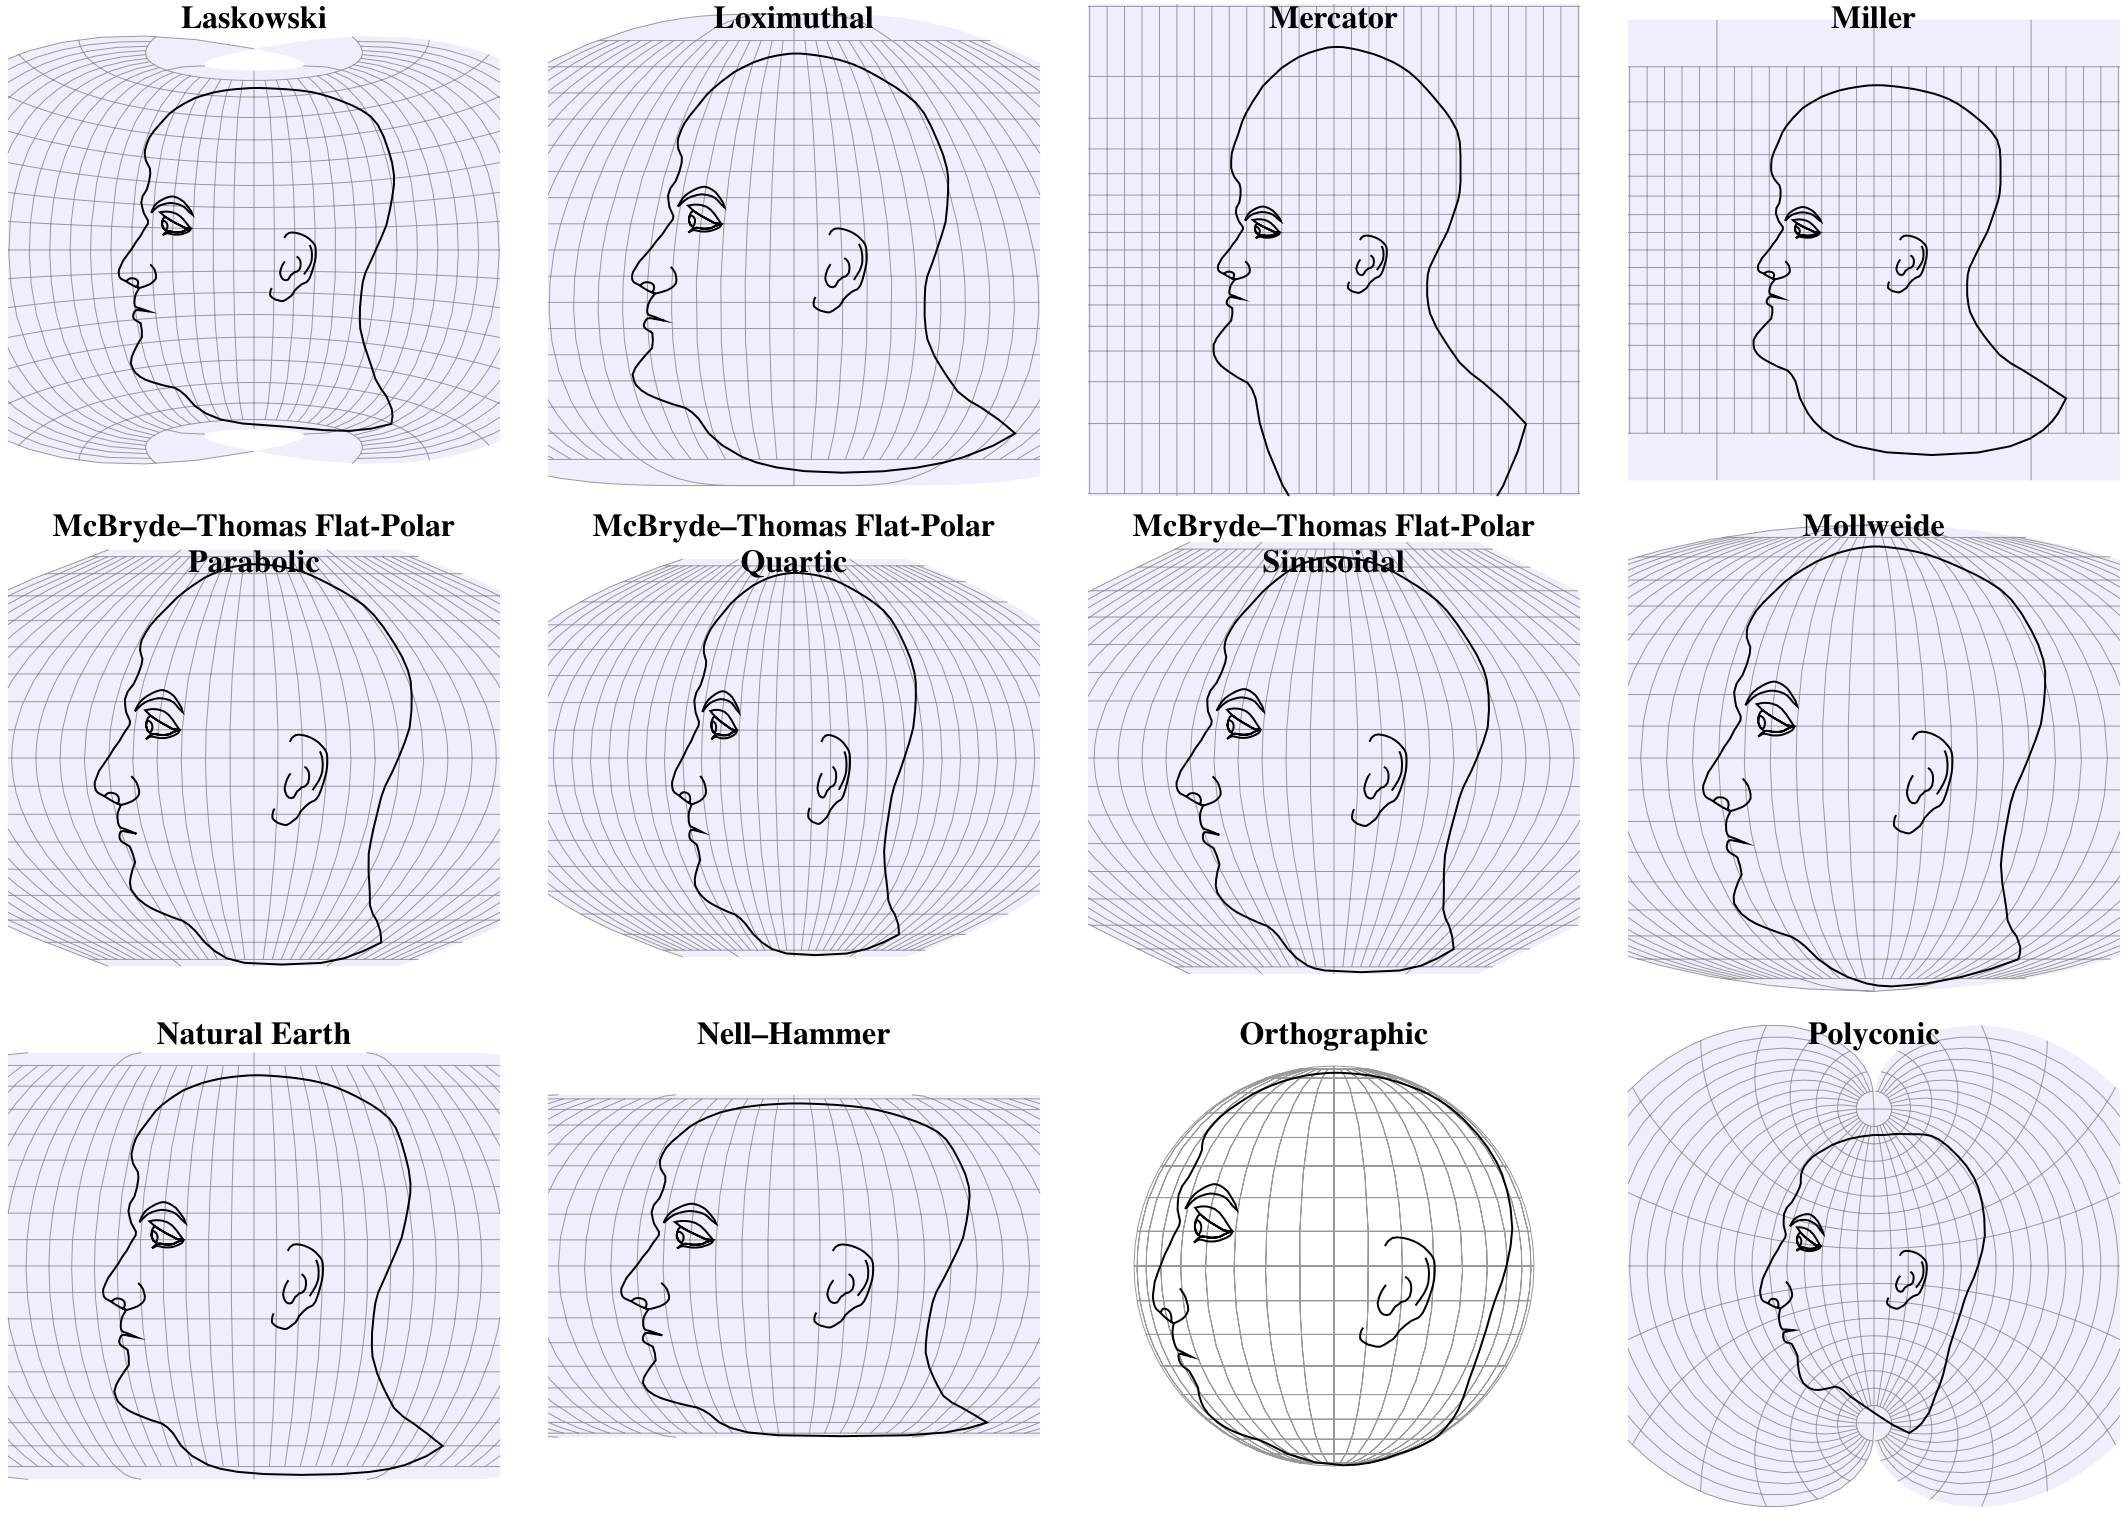 Laskowski
Loximuthal
Mercator
Miller
McBryde–Thomas Flat-Polar
Parabolic
McBryde–Thomas Flat-Polar
Quartic
McBryde–Thomas Flat-Polar
Sinusoidal
Mollweide
Natural Earth
Nell–Hammer
Orthographic
Polyconic